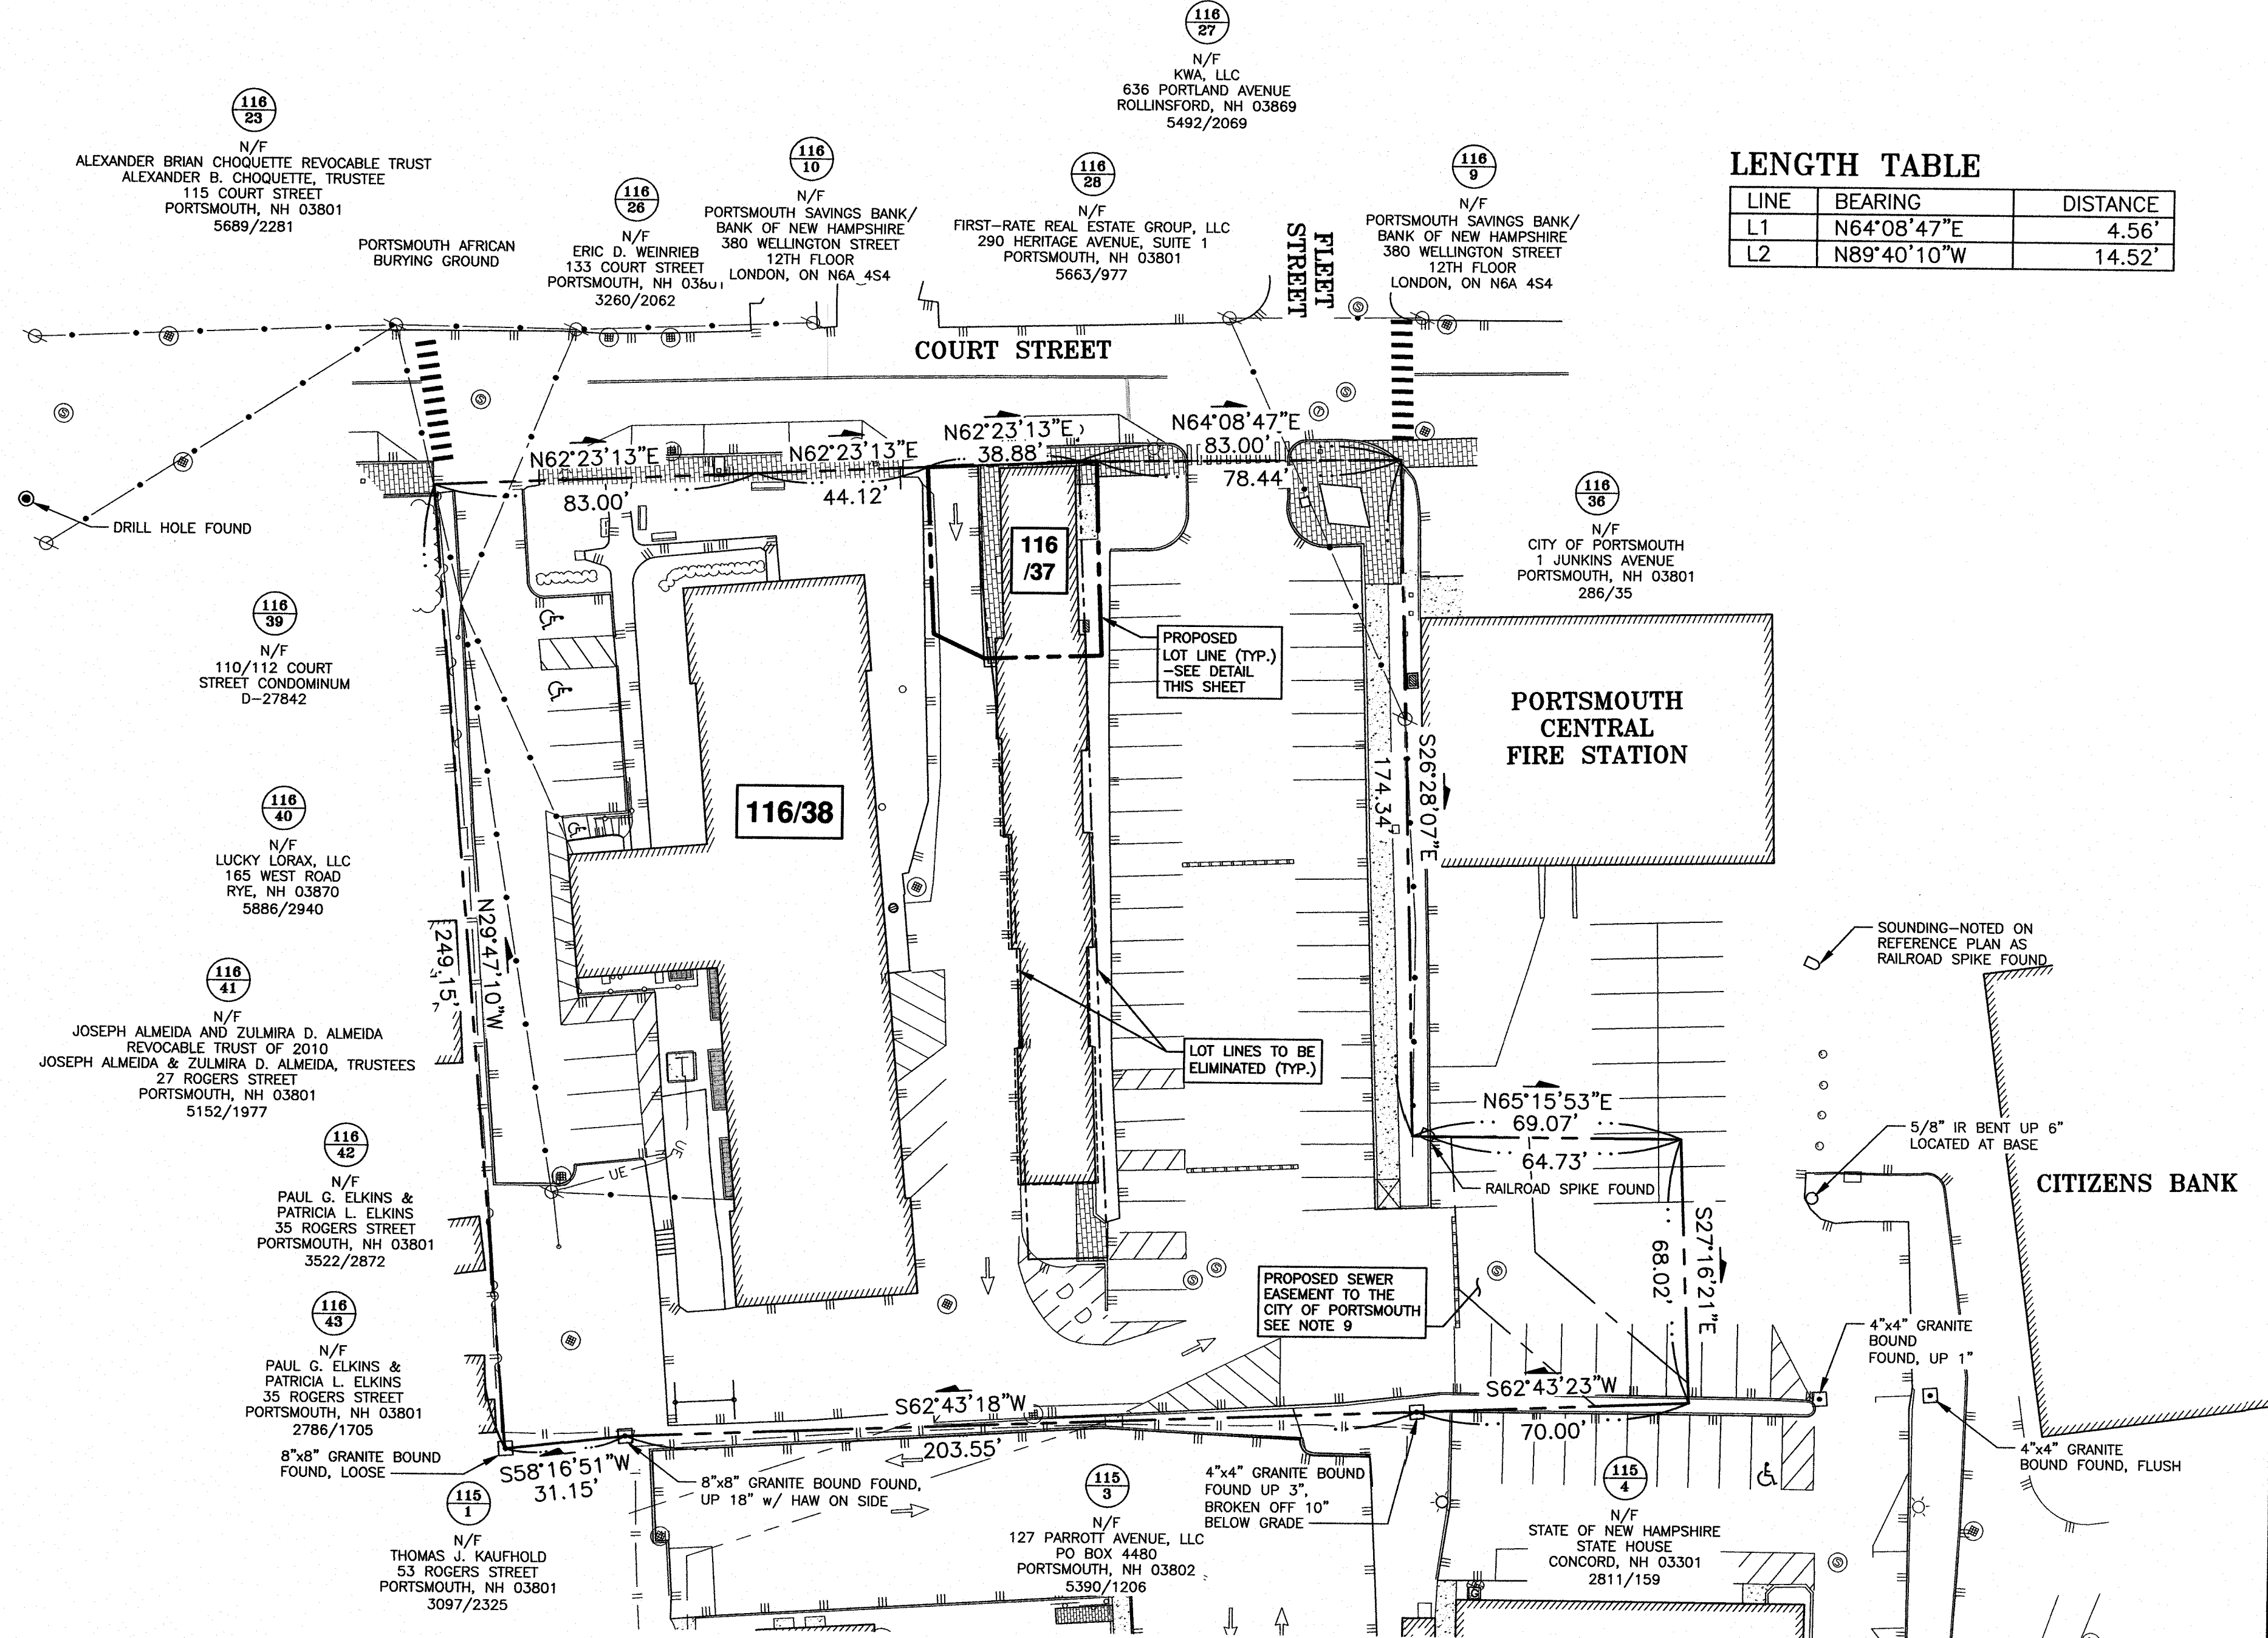 116
27
N/F
KWA, LLC
636 PORTLAND AVENUE
ROLLINSFORD, NH 03869
5492/2069
116
23
N/F
ALEXANDER BRIAN CHOQUETTE REVOCABLE TRUST
ALEXANDER B. CHOQUETTE, TRUSTEE
115 COURT STREET
PORTSMOUTH, NH 03801
5689/2281
PORTSMOUTH AFRICAN
BURYING GROUND
116
26
N/F
ERIC D. WEINRIEB
133 COURT STREET
PORTSMOUTH, NH 03801
3260/2062
116
10
N/F
PORTSMOUTH SAVINGS BANK/
BANK OF NEW HAMPSHIRE
380 WELLINGTON STREET
12TH FLOOR
LONDON, ON N6A 4S4
116
28
N/F
FIRST-RATE REAL ESTATE GROUP, LLC
290 HERITAGE AVENUE, SUITE 1
PORTSMOUTH, NH 03801
5663/977
FLEET
STREET
116
9
N/F
PORTSMOUTH SAVINGS BANK/
BANK OF NEW HAMPSHIRE
380 WELLINGTON STREET
12TH FLOOR
LONDON, ON N6A 4S4
LENGTH TABLE
LINE BEARING DISTANCE
L1 N64°08'47"E 4.56'
L2 N89°40'10"W 14.52'
COURT STREET
N62°23'13"E
83.00'
N62°23'13"E
44.12'
N62°23'13"E
38.88'
N64°08'47"E
83.00'
78.44'
DRILL HOLE FOUND
116
/37
116
36
N/F
CITY OF PORTSMOUTH
1 JUNKINS AVENUE
PORTSMOUTH, NH 03801
286/35
116
39
N/F
110/112 COURT
STREET CONDOMINUM
D-27842
PROPOSED
LOT LINE (TYP.)
-SEE DETAIL
THIS SHEET
PORTSMOUTH
CENTRAL
FIRE STATION
S26°28'07"E
174.34'
116/38
116
40
N/F
LUCKY LORAX, LLC
165 WEST ROAD
RYE, NH 03870
5886/2940
N29°47'10"W
249.15'
SOUNDING-NOTED ON
REFERENCE PLAN AS
RAILROAD SPIKE FOUND
116
41
N/F
JOSEPH ALMEIDA AND ZULMIRA D. ALMEIDA
REVOCABLE TRUST OF 2010
JOSEPH ALMEIDA & ZULMIRA D. ALMEIDA, TRUSTEES
27 ROGERS STREET
PORTSMOUTH, NH 03801
5152/1977
LOT LINES TO BE
ELIMINATED (TYP.)
N65°15'53"E
69.07'
64.73'
RAILROAD SPIKE FOUND
5/8" IR BENT UP 6"
LOCATED AT BASE
CITIZENS BANK
116
42
N/F
PAUL G. ELKINS &
PATRICIA L. ELKINS
35 ROGERS STREET
PORTSMOUTH, NH 03801
3522/2872
UE
UE
S27°16'21"E
68.02'
PROPOSED SEWER
EASEMENT TO THE
CITY OF PORTSMOUTH
SEE NOTE 9
116
43
N/F
PAUL G. ELKINS &
PATRICIA L. ELKINS
35 ROGERS STREET
PORTSMOUTH, NH 03801
2786/1705
4"x4" GRANITE
BOUND
FOUND, UP 1"
S62°43'23"W
70.00'
S62°43'18"W
203.55'
8"x8" GRANITE BOUND
FOUND, LOOSE
S58°16'51"W
31.15'
8"x8" GRANITE BOUND FOUND,
UP 18" w/ HAW ON SIDE
4"x4" GRANITE BOUND
FOUND UP 3",
BROKEN OFF 10"
BELOW GRADE
4"x4" GRANITE
BOUND FOUND, FLUSH
115
1
N/F
THOMAS J. KAUFHOLD
53 ROGERS STREET
PORTSMOUTH, NH 03801
3097/2325
115
3
N/F
127 PARROTT AVENUE, LLC
PO BOX 4480
PORTSMOUTH, NH 03802
5390/1206
115
4
N/F
STATE OF NEW HAMPSHIRE
STATE HOUSE
CONCORD, NH 03301
2811/159